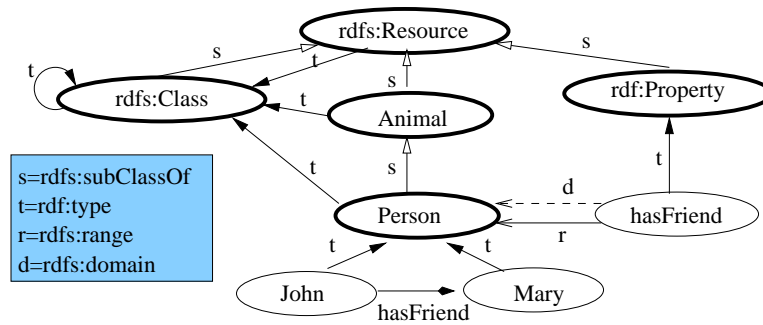 rdfs:Resource
s
t
s
s
t
rdfs:Class
t
Animal
rdf:Property
t
s
t
s=rdfs:subClassOf
t=rdf:type
r=rdfs:range
d=rdfs:domain
d
Person
hasFriend
r
t
t
John
Mary
hasFriend